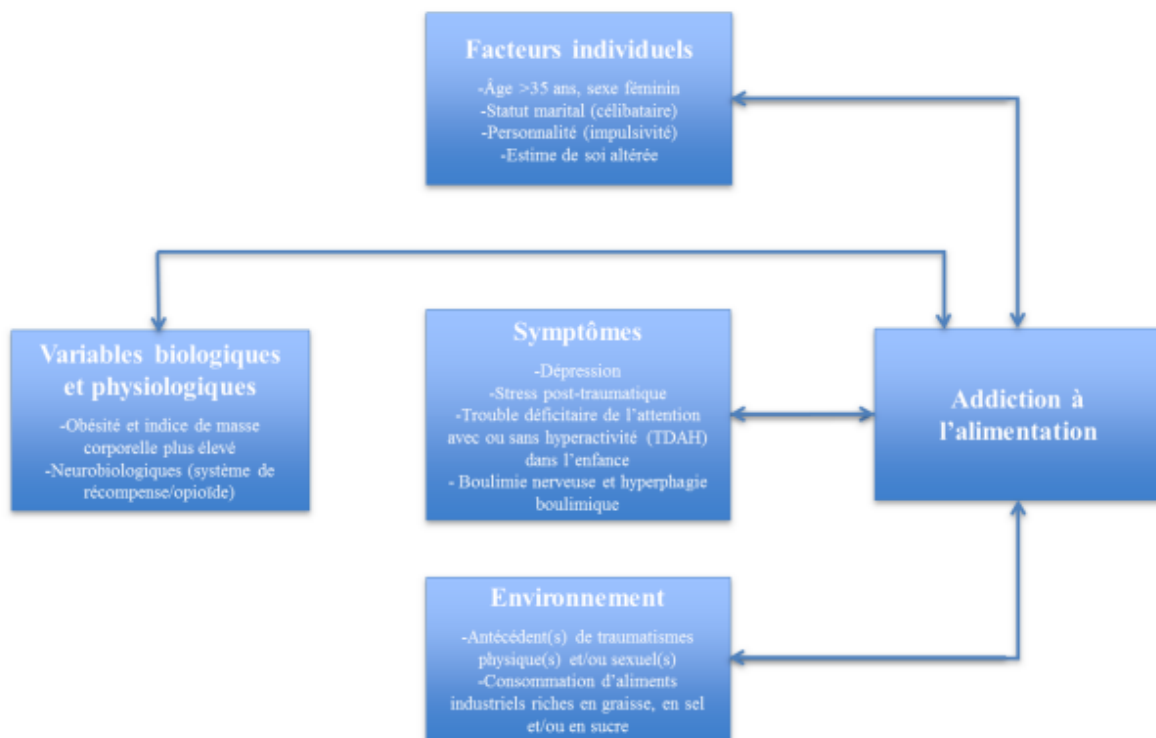 Facteurs individuels
-Âge >35 ans, sexe féminin
-Statut marital (célibataire)
-Personnalité (impulsivité)
-Estime de soi altérée
Variables biologiques
et physiologiques
-Obésité et indice de masse
corporelle plus élevé
-Neurobiologiques (système de
récompense/opioïde)
Symptômes
-Dépression
-Stress post-traumatique
-Trouble déficitaire de l’attention
avec ou sans hyperactivité (TDAH)
dans l’enfance
- Boulimie nerveuse et hyperphagie
boulimique
Addiction à
l’alimentation
Environnement
-Antécédent(s) de traumatismes
physique(s) et/ou sexuel(s)
-Consommation d’aliments
industriels riches en graisse, en sel
et/ou en sucre